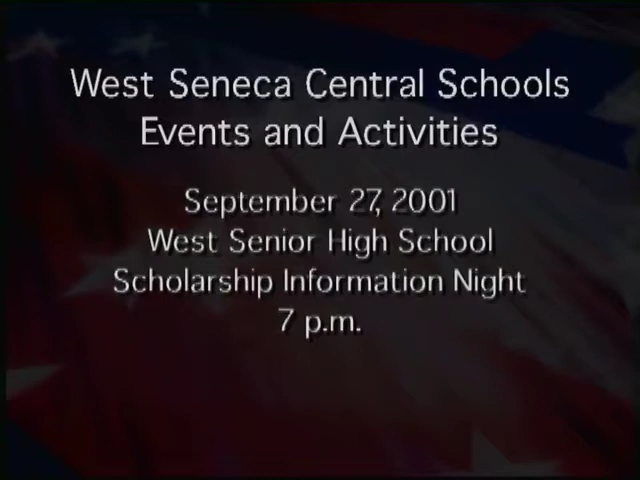 West Seneca Central Schools
Events and Activities
September 27, 2001
West Senior High School
Scholarship Information Night
7 p.m.